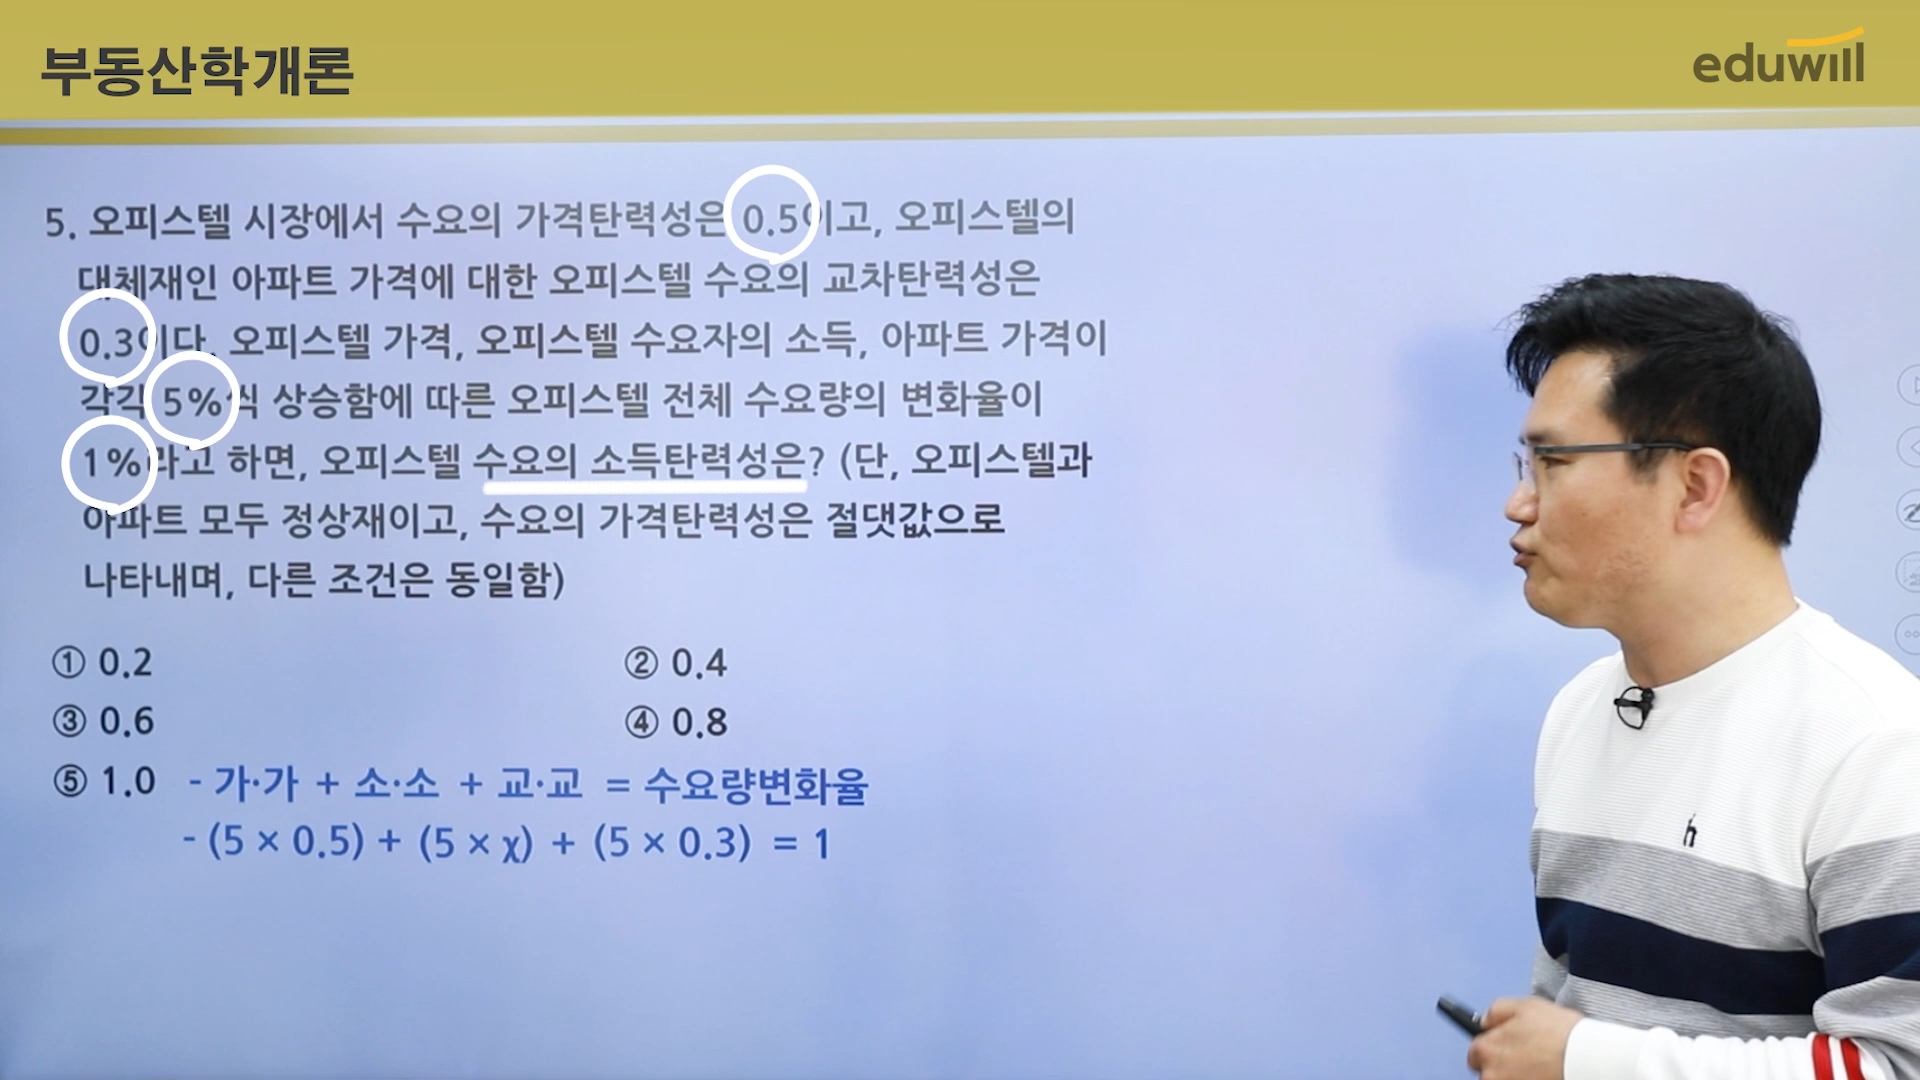 부동산학개론
eduwill
5. 오피스텔 시장에서 수요의 가격탄력성은 0.5이고, 오피스텔의
대체재인 아파트 가격에 대한 오피스텔 수요의 교차탄력성은
0.3이다. 오피스텔 가격, 오피스텔 수요자의 소득, 아파트 가격이
각각 5%씩 상승함에 따른 오피스텔 전체 수요량의 변화율이
1%라고 하면, 오피스텔 수요의 소득탄력성은? (단, 오피스텔과
아파트 모두 정상재이고, 수요의 가격탄력성은 절댓값으로
나타내며, 다른 조건은 동일함)
① 0.2 ② 0.4
③ 0.6 ④ 0.8
⑤ 1.0
- 가·가 + 소·소 + 교·교 = 수요량변화율
- (5 × 0.5) + (5 × χ) + (5 × 0.3) = 1